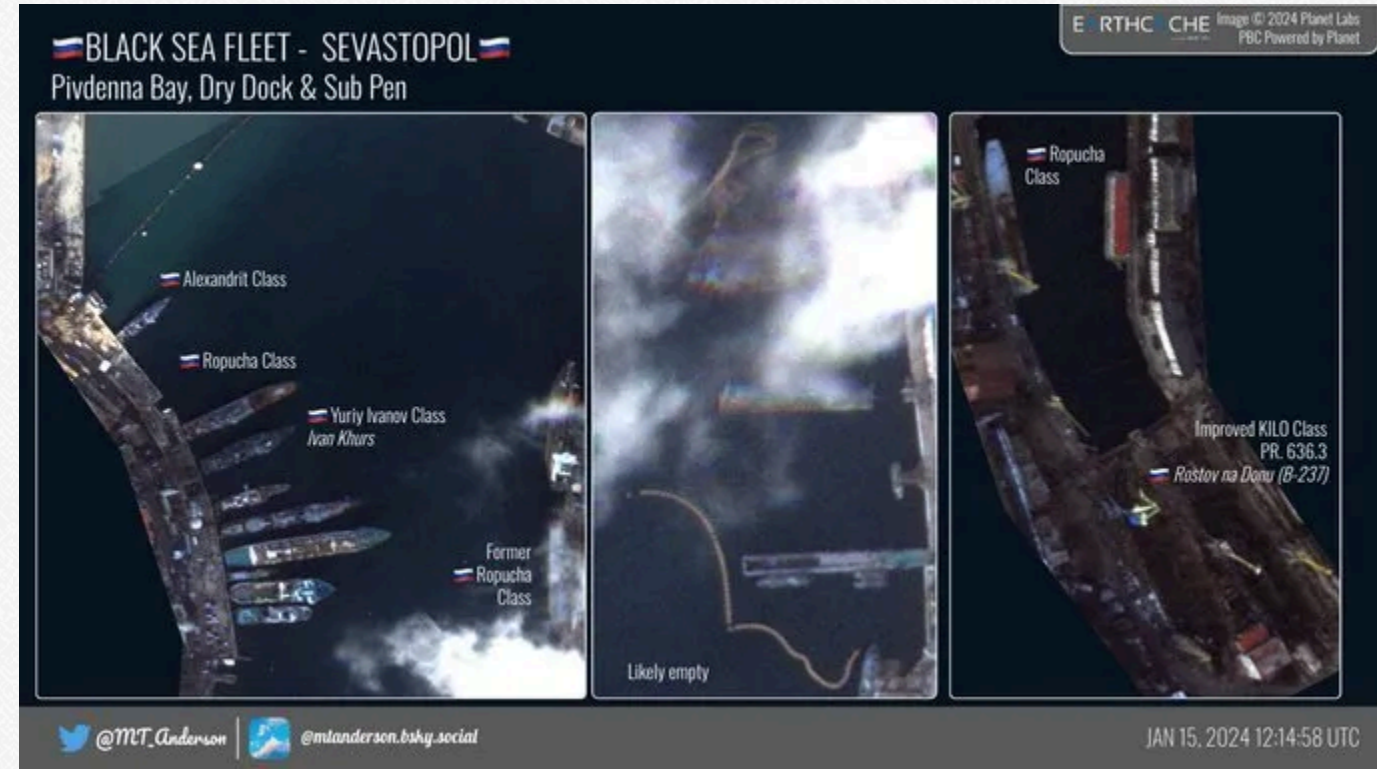 BLACK SEA FLEET - SEVASTOPOL
Pivdenna Bay, Dry Dock & Sub Pen
E RTHC CHE
Image © 2024 Planet Labs
PBC Powered by Planet
Alexandrit Class
Ropucha Class
Yuriy Ivanov Class
Ivan Khurs
Former
Ropucha
Class
Likely empty
Ropucha
Class
Improved KILO Class
PR. 636.3
Rostov na Donu (B-237)
@MT_Anderson
@mtanderson.bsky.social
JAN 15, 2024 12:14:58 UTC